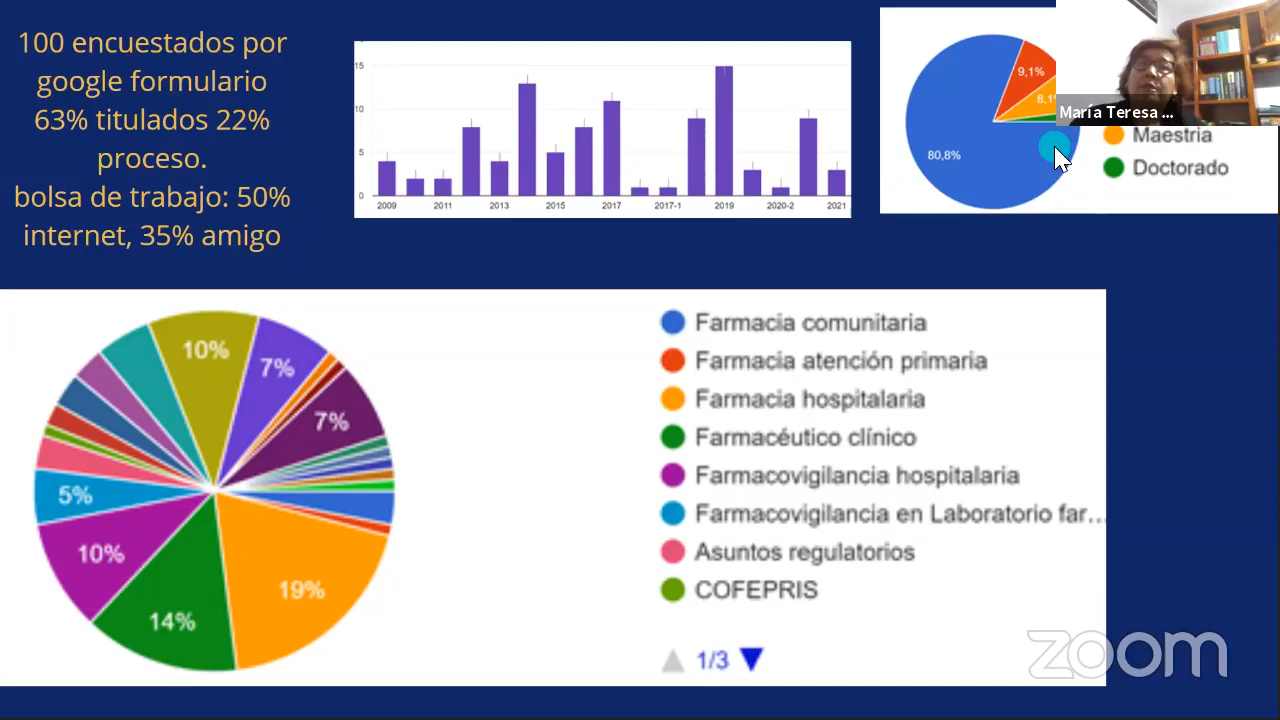 100 encuestados por
google formulario
63% titulados 22%
proceso.
bolsa de trabajo: 50%
internet, 35% amigo
15
10
5
0
2009
2011
2013
2015
2017
2017-1
2019
2020-2
2021
9,1%
8,1
80,8%
María Teresa ...
Maestria
Doctorado
10%
7%
7%
5%
10%
14%
19%
Farmacia comunitaria
Farmacia atención primaria
Farmacia hospitalaria
Farmacéutico clínico
Farmacovigilancia hospitalaria
Farmacovigilancia en Laboratorio far...
Asuntos regulatorios
COFEPRIS
1/3
zoom